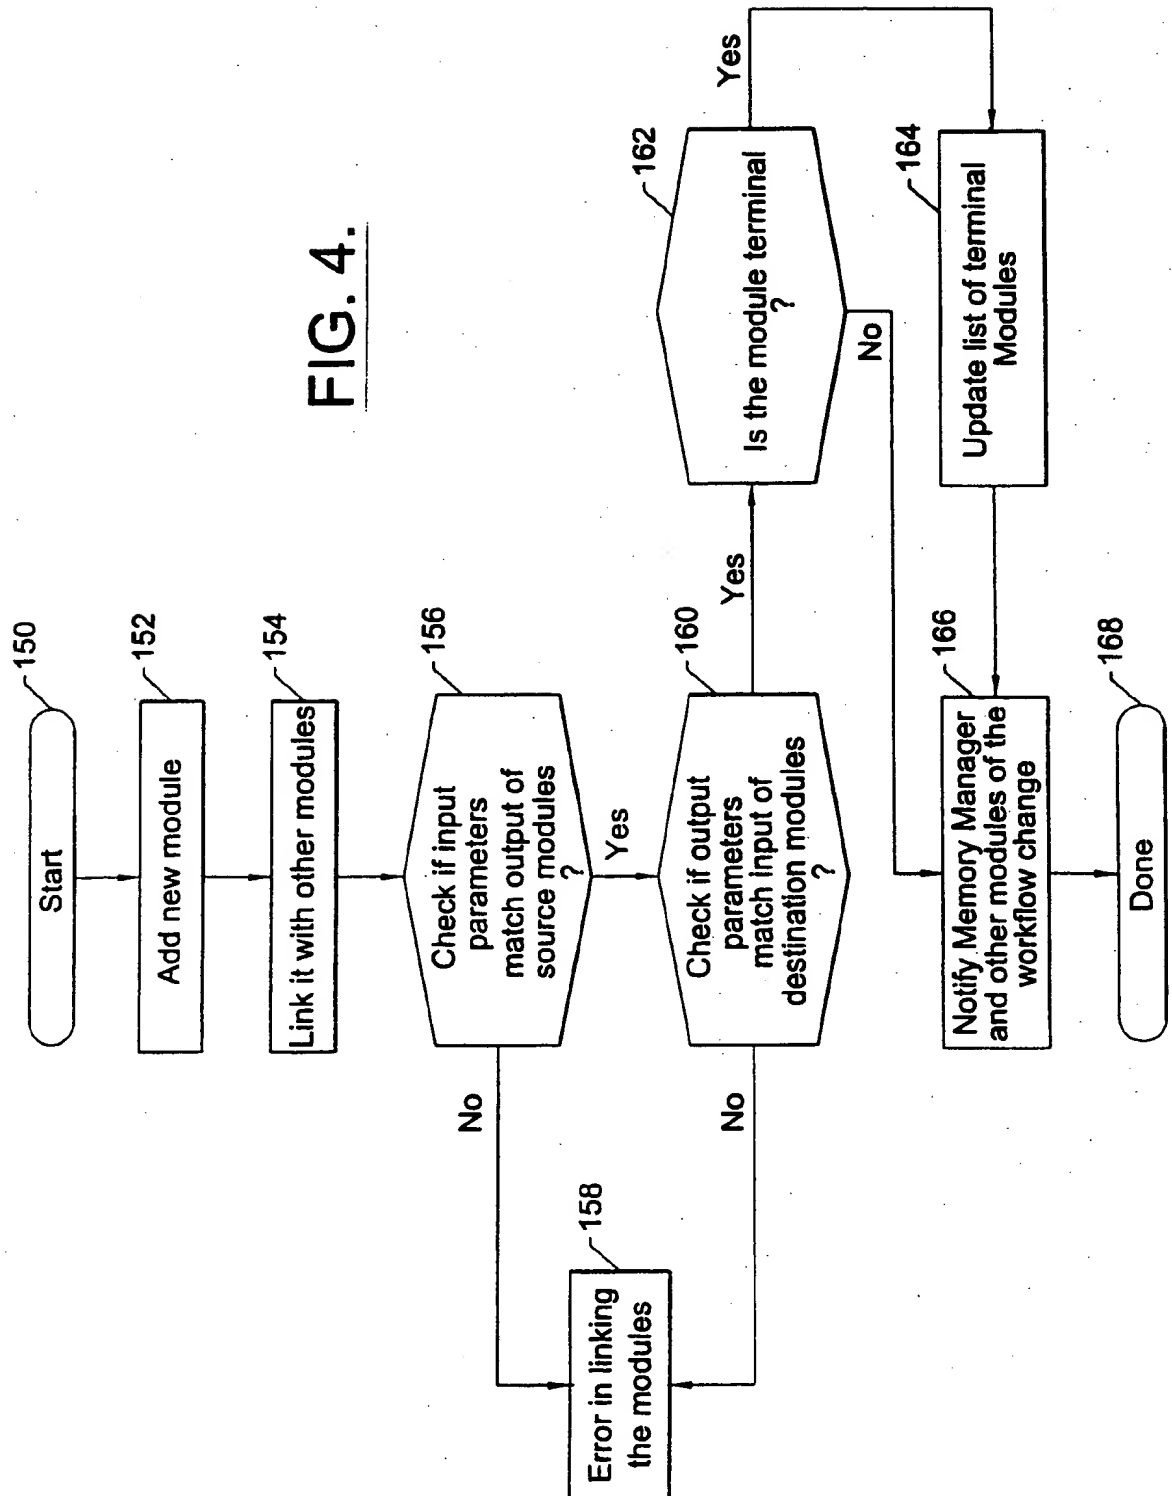 FIG. 4.
150
Start
152
Add new module
154
Link it with other modules
156
Check if input
parameters
match output of
source modules
?
No
Yes
158
Error in linking
the modules
160
Check if output
parameters
match input of
destination modules
?
No
Yes
162
Is the module terminal
?
Yes
No
164
Update list of terminal
Modules
166
Notify Memory Manager
and other modules of the
workflow change
168
Done